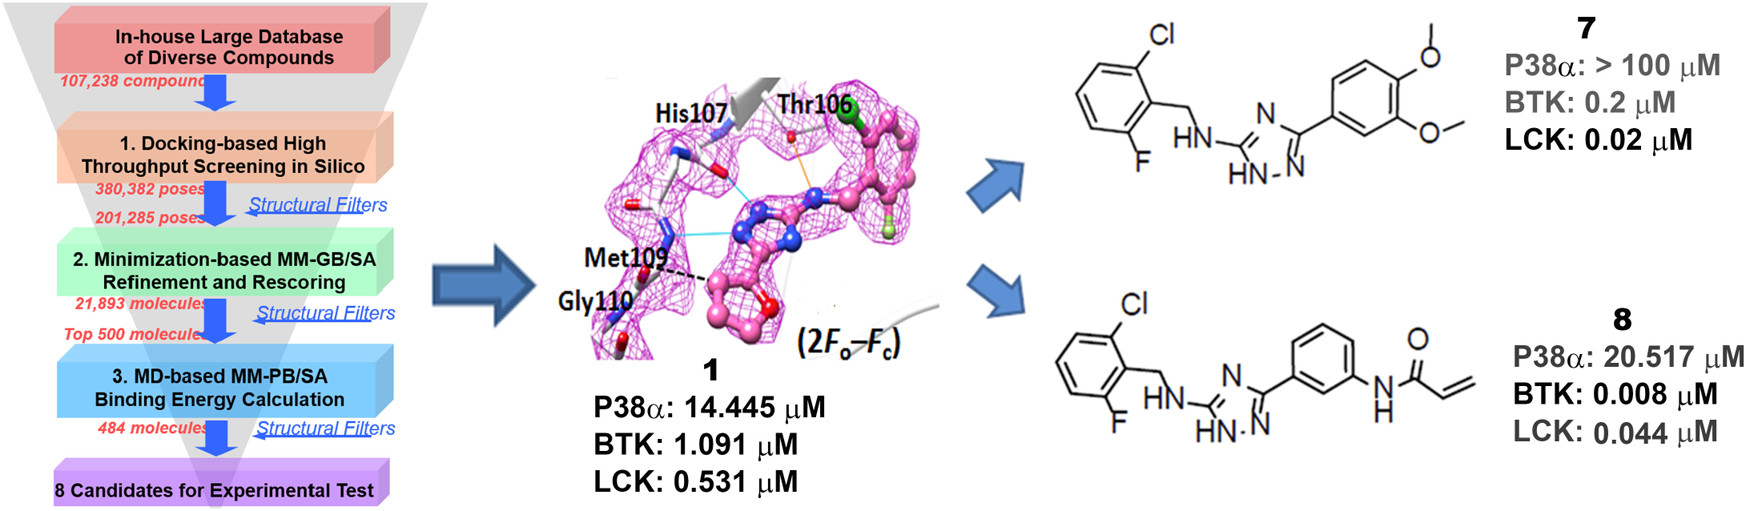 In-house Large Database
of Diverse Compounds
107,238 compound
1. Docking-based High
Throughput Screening in Silico
380,382 poses
Structural Filters
201,285 poses
2. Minimization-based MM-GB/SA
Refinement and Rescoring
21,893 molecules
Structural Filters
Top 500 molecules
3. MD-based MM-PB/SA
Binding Energy Calculation
484 molecules
Structural Filters
8 Candidates for Experimental Test
His107
Thr106
Met109
Gly110
(2Fo–Fc)
1
P38α: 14.445 μM
BTK: 1.091 μM
LCK: 0.531 μM
Cl
F
HN
N
HN
N
O
O
7
P38α: > 100 μM
BTK: 0.2 μM
LCK: 0.02 μM
Cl
F
HN
N
HN
N
N
H
O
8
P38α: 20.517 μM
BTK: 0.008 μM
LCK: 0.044 μM